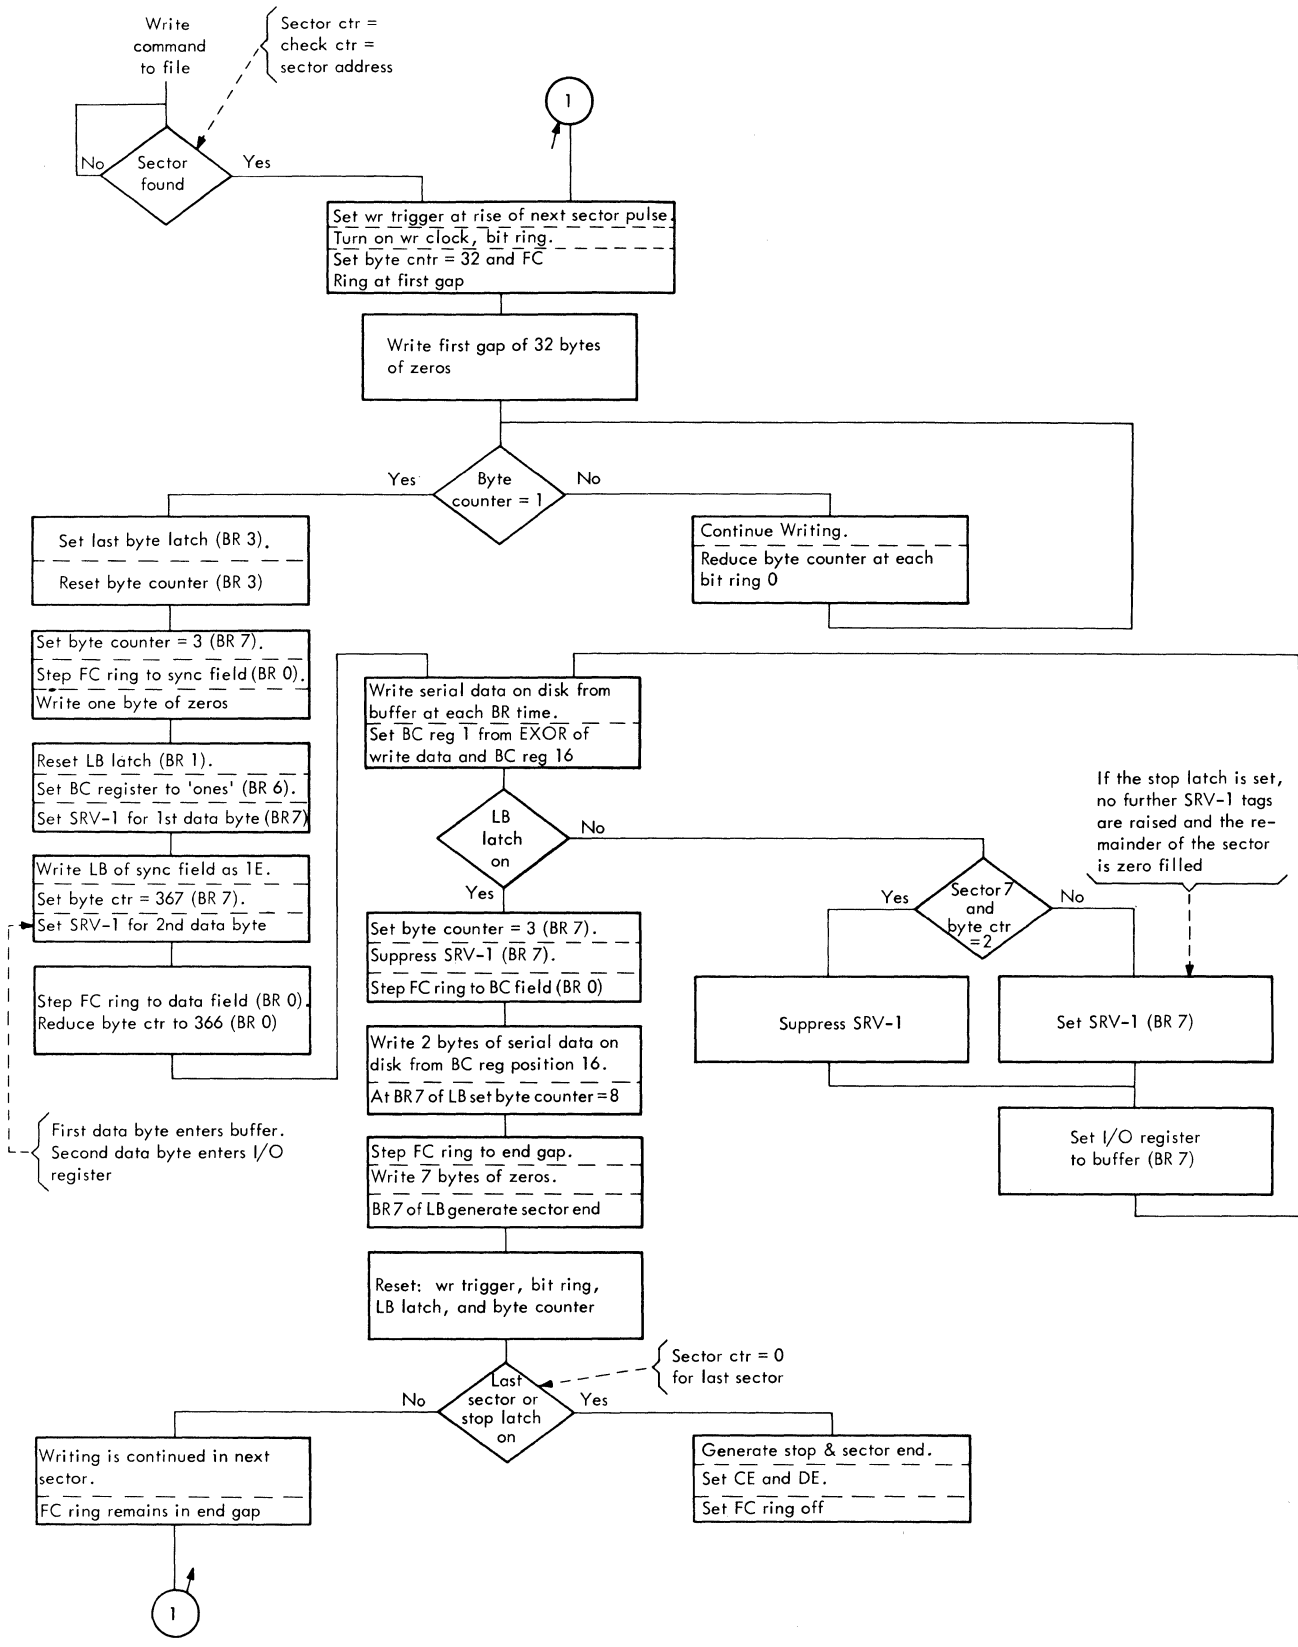 Write
command
to file
Sector ctr =
check ctr =
sector address
1
No
Sector
found
Yes
Set wr trigger at rise of next sector pulse.
Turn on wr clock, bit ring.
Set byte cntr = 32 and FC
Ring at first gap
Write first gap of 32 bytes
of zeros
Yes
Byte
counter = 1
No
Set last byte latch (BR 3).
Reset byte counter (BR 3)
Continue Writing.
Reduce byte counter at each
bit ring 0
Set byte counter = 3 (BR 7).
Step FC ring to sync field (BR 0).
Write one byte of zeros
Write serial data on disk from
buffer at each BR time.
Set BC reg 1 from EXOR of
write data and BC reg 16
Reset LB latch (BR 1).
Set BC register to 'ones' (BR 6).
Set SRV-1 for 1st data byte (BR7)
If the stop latch is set,
no further SRV-1 tags
are raised and the re-
mainder of the sector
is zero filled
LB
latch
on
No
Yes
Write LB of sync field as 1E.
Set byte ctr = 367 (BR 7).
Set SRV-1 for 2nd data byte
Yes
Sector 7
and
byte ctr
=2
No
Set byte counter = 3 (BR 7).
Suppress SRV-1 (BR 7).
Step FC ring to BC field (BR 0)
Step FC ring to data field (BR 0).
Reduce byte ctr to 366 (BR 0)
Suppress SRV-1
Set SRV-1 (BR 7)
Write 2 bytes of serial data on
disk from BC reg position 16.
At BR7 of LB set byte counter =8
First data byte enters buffer.
Second data byte enters I/O
register
Set I/O register
to buffer (BR 7)
Step FC ring to end gap.
Write 7 bytes of zeros.
BR7 of LB generate sector end
Reset: wr trigger, bit ring,
LB latch, and byte counter
Sector ctr = 0
for last sector
No
Last
sector or
stop latch
on
Yes
Writing is continued in next
sector.
FC ring remains in end gap
Generate stop & sector end.
Set CE and DE.
Set FC ring off
1